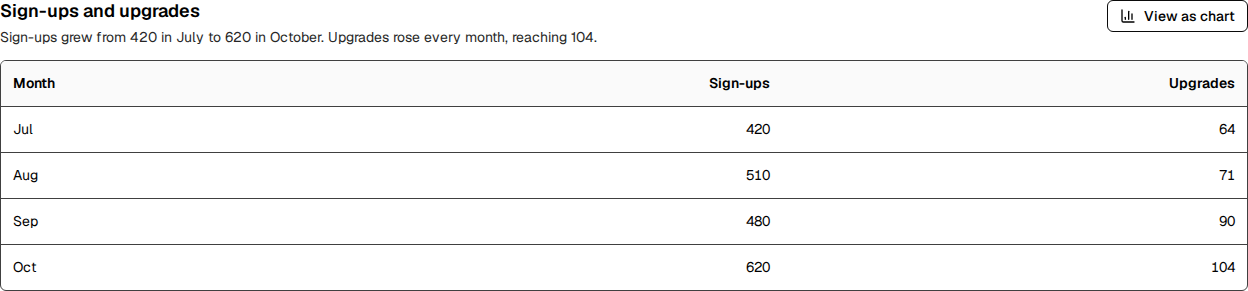 Sign-ups and upgrades
View as chart
Sign-ups grew from 420 in July to 620 in October. Upgrades rose every month, reaching 104.
Month Sign-ups Upgrades
Jul 420 64
Aug 510 71
Sep 480 90
Oct 620 104